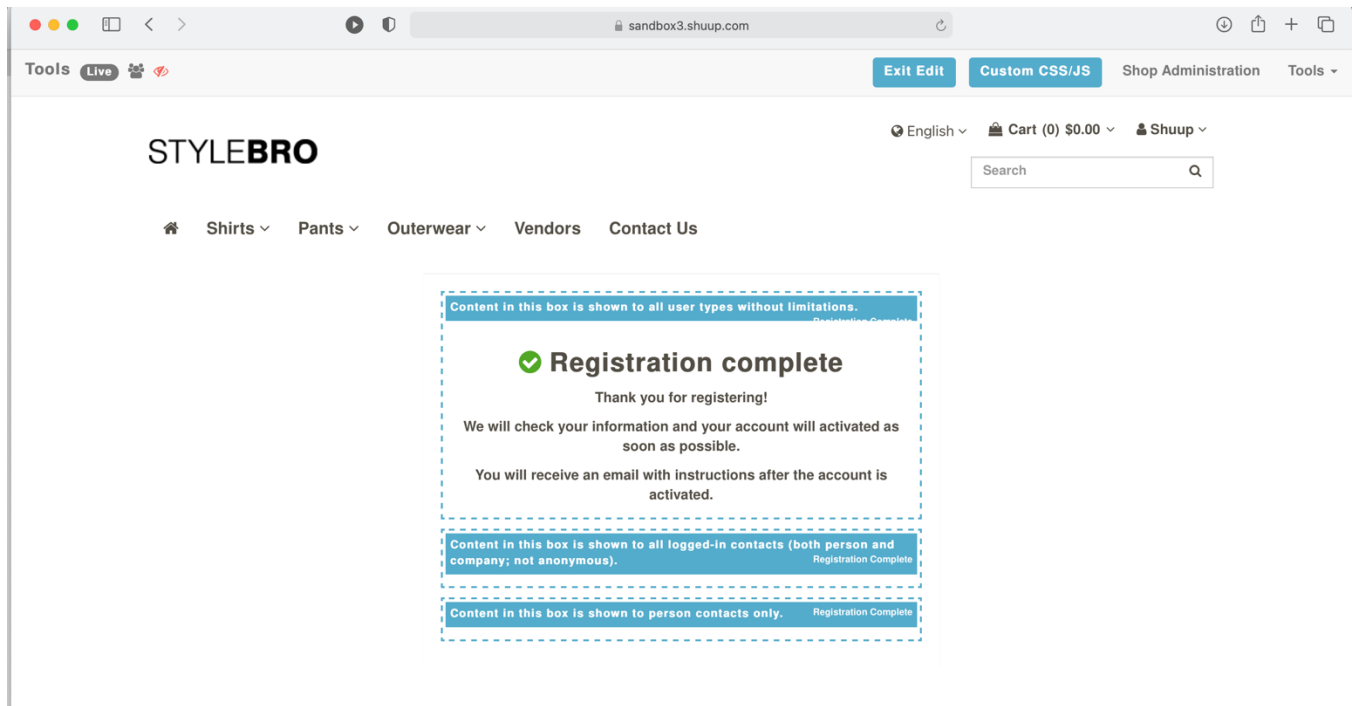 sandbox3.shuup.com
Tools Live Exit Edit Custom CSS/JS Shop Administration Tools
English Cart (0) $0.00 Shuup
STYLEBRO
Search
Shirts Pants Outerwear Vendors Contact Us
Content in this box is shown to all user types without limitations.
Registration Complete
Registration complete
Thank you for registering!
We will check your information and your account will activated as
soon as possible.
You will receive an email with instructions after the account is
activated.
Content in this box is shown to all logged-in contacts (both person and
company; not anonymous). Registration Complete
Content in this box is shown to person contacts only. Registration Complete